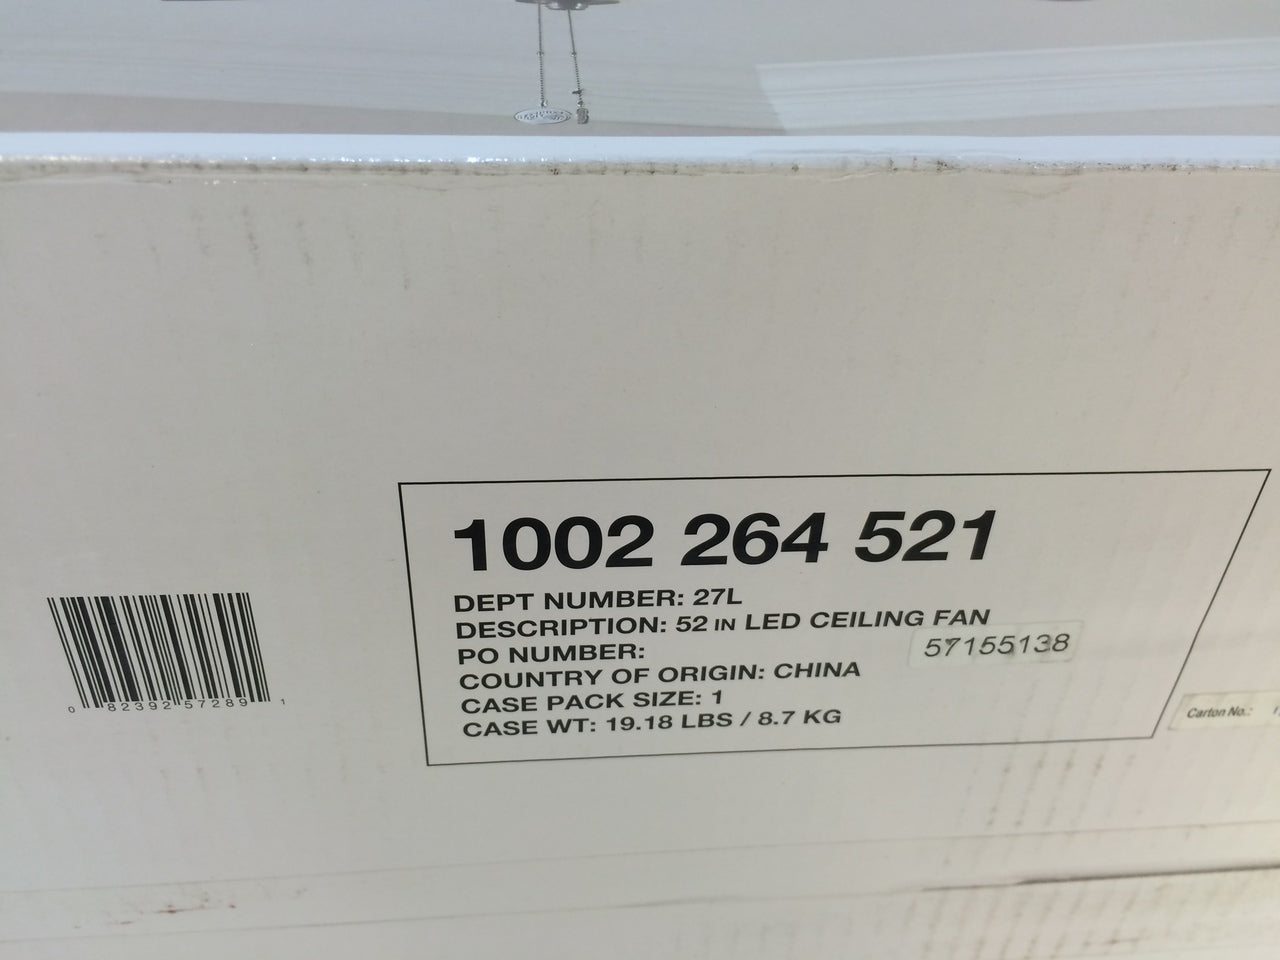 1002 264 521
DEPT NUMBER: 27L
DESCRIPTION: 52 IN LED CEILING FAN
PO NUMBER: 57155138
COUNTRY OF ORIGIN: CHINA
CASE PACK SIZE: 1
CASE WT: 19.18 LBS / 8.7 KG
0 82392 57289 1
Carton No.: